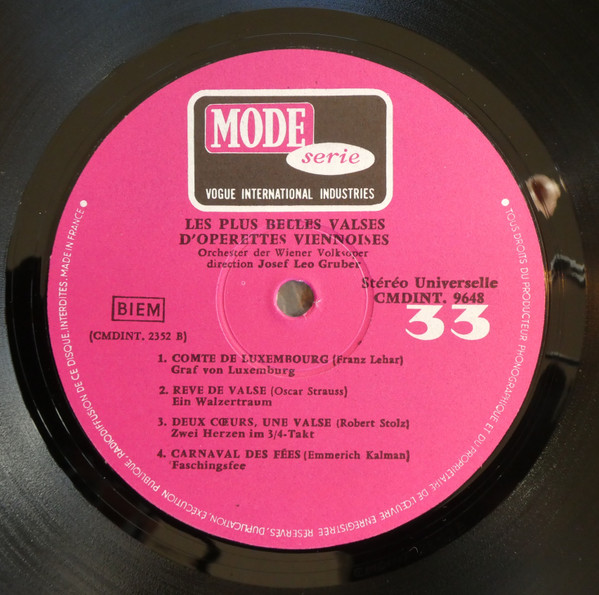 MODE
serie
VOGUE INTERNATIONAL INDUSTRIES
LES PLUS BELLES VALSES
D'OPERETTES VIENNOISES
Orchester der Wiener Volksoper
direction Josef Leo Gruber
Stéréo Universelle
CMDINT. 9648
33
BIEM
(CMDINT. 2352 B)
1. COMTE DE LUXEMBOURG (Franz Lehar)
Graf von Luxemburg
2. REVE DE VALSE (Oscar Strauss)
Ein Walzertraum
3. DEUX CŒURS, UNE VALSE (Robert Stolz)
Zwei Herzen im 3/4-Takt
4. CARNAVAL DES FÉES (Emmerich Kalman)
Faschingsfee
• TOUS DROITS DU PRODUCTEUR PHONOGRAPHIQUE ET DU PROPRIETAIRE DE L'ŒUVRE ENREGISTRÉE RESERVES, DUPLICATION, EXÉCUTION PUBLIQUE, RADIODIFFUSION DE CE DISQUE, INTERDITES, MADE IN FRANCE •